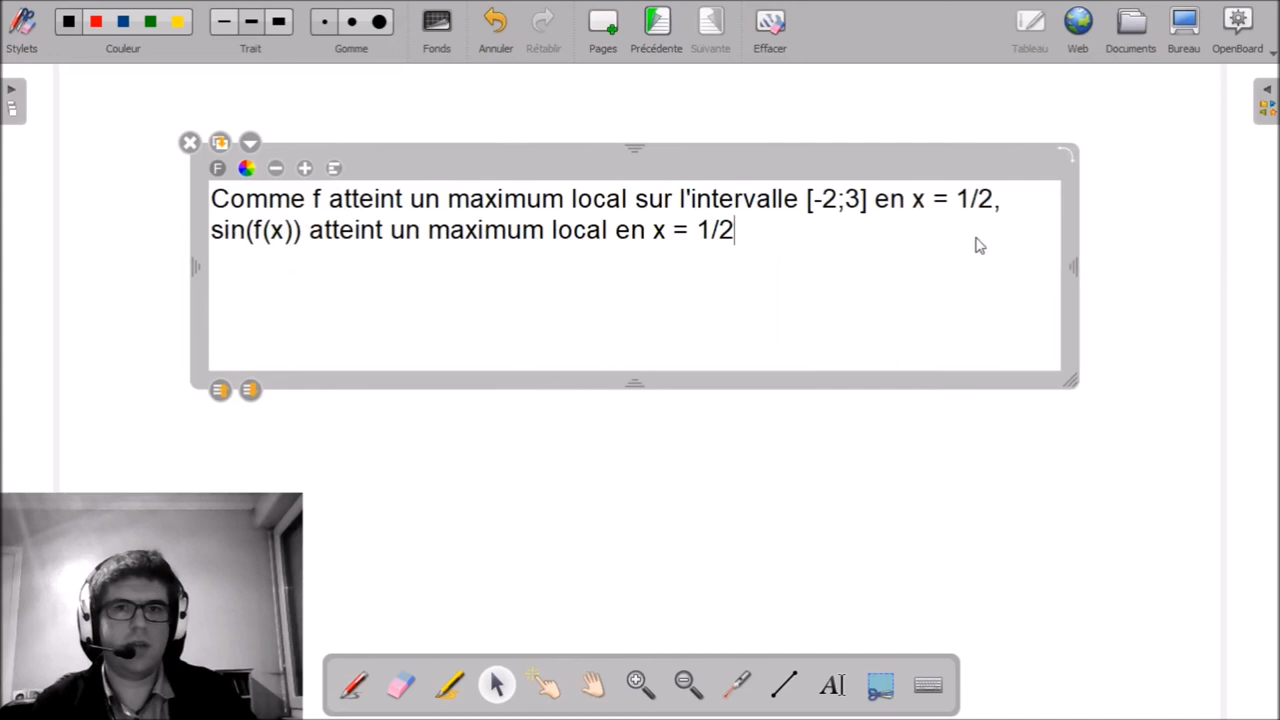 Stylets Couleur Trait Gomme Fonds Annuler Rétablir Pages Précédente Suivante Effacer Tableau Web Documents Bureau OpenBoard
F
Comme f atteint un maximum local sur l'intervalle [-2;3] en x = 1/2,
sin(f(x)) atteint un maximum local en x = 1/2
AI